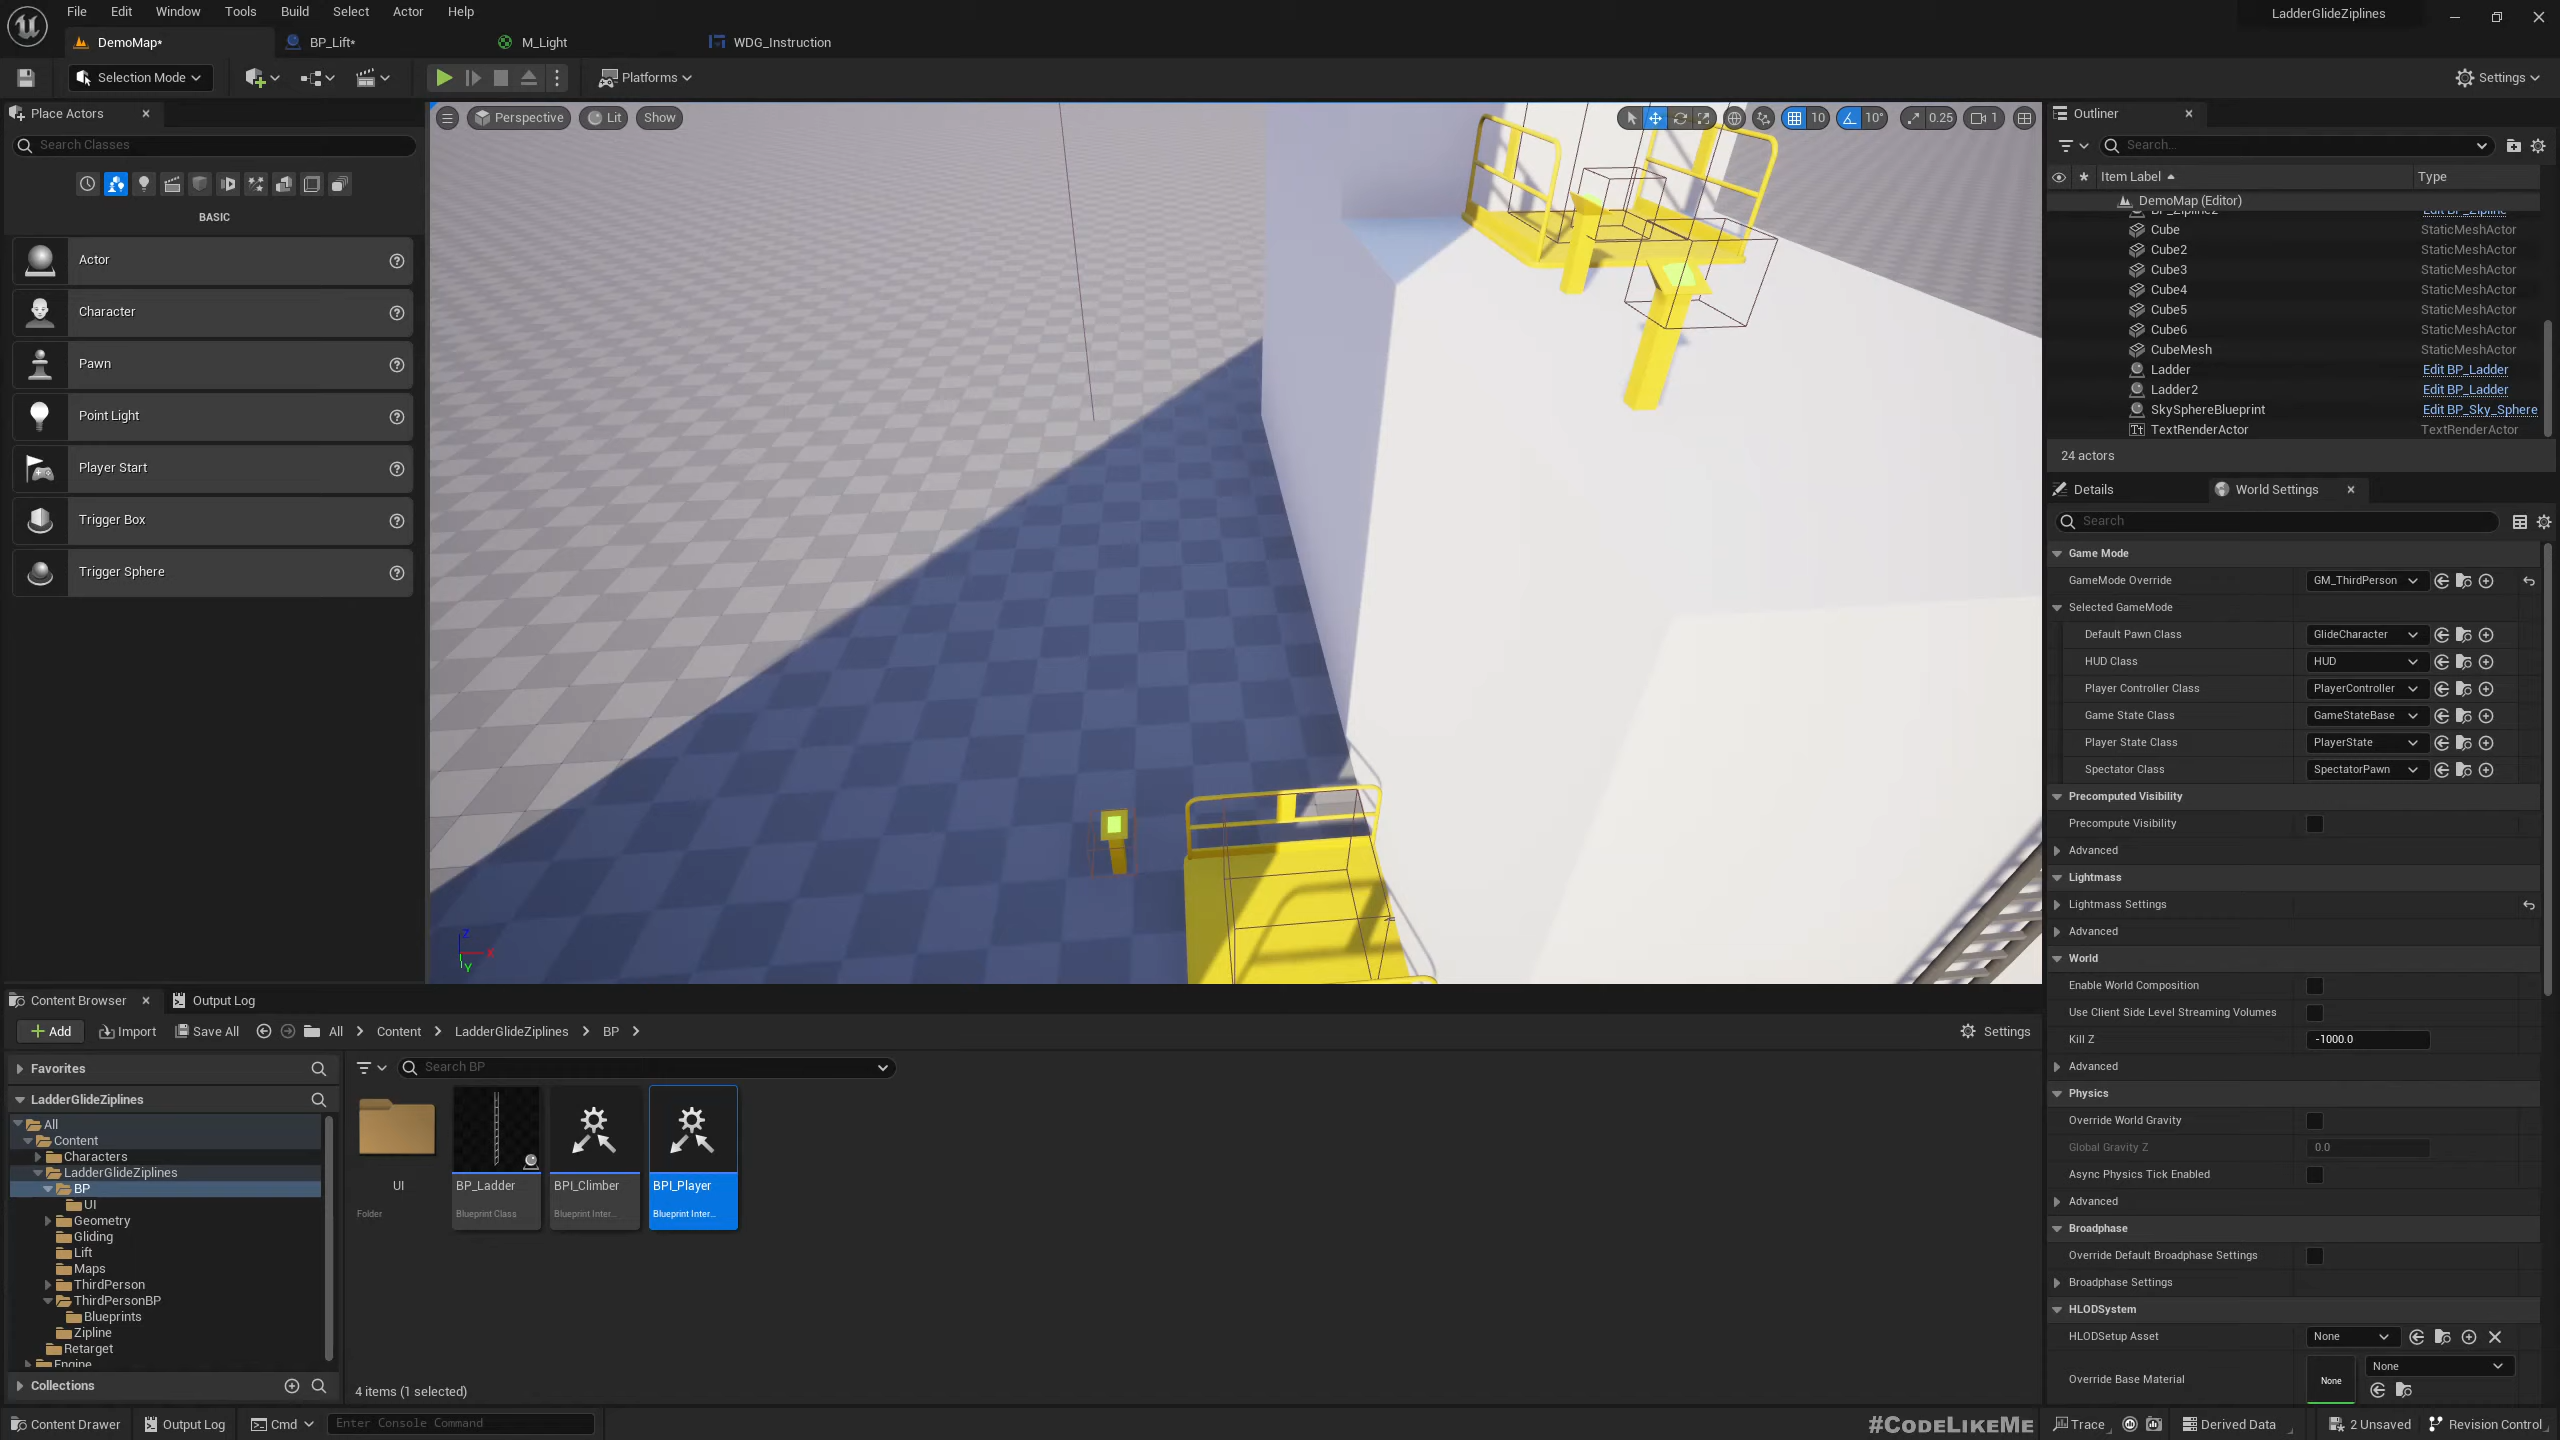 File Edit Window Tools Build Select Actor Help
LadderGlideZiplines
DemoMap*
BP_Lift*
M_Light
WDG_Instruction
Selection Mode
Platforms
Settings
Place Actors
Search Classes
BASIC
Actor
Character
Pawn
Point Light
Player Start
Trigger Box
Trigger Sphere
Perspective
Lit
Show
10
10°
0.25
1
Z
X
Y
Outliner
Search...
Item Label
Type
DemoMap (Editor)
BP_Zipline2 Edit BP_Zipline
Cube StaticMeshActor
Cube2 StaticMeshActor
Cube3 StaticMeshActor
Cube4 StaticMeshActor
Cube5 StaticMeshActor
Cube6 StaticMeshActor
CubeMesh StaticMeshActor
Ladder Edit BP_Ladder
Ladder2 Edit BP_Ladder
SkySphereBlueprint Edit BP_Sky_Sphere
TextRenderActor TextRenderActor
24 actors
Details
World Settings
Search
Game Mode
GameMode Override GM_ThirdPerson
Selected GameMode
Default Pawn Class GlideCharacter
HUD Class HUD
Player Controller Class PlayerController
Game State Class GameStateBase
Player State Class PlayerState
Spectator Class SpectatorPawn
Precomputed Visibility
Precompute Visibility
Advanced
Lightmass
Lightmass Settings
Advanced
World
Enable World Composition
Use Client Side Level Streaming Volumes
Kill Z -1000.0
Advanced
Physics
Override World Gravity
Global Gravity Z 0.0
Async Physics Tick Enabled
Advanced
Broadphase
Override Default Broadphase Settings
Broadphase Settings
HLODSystem
HLODSetup Asset None
Override Base Material None None
Content Browser
Output Log
Add
Import
Save All
All
Content
LadderGlideZiplines
BP
Settings
Favorites
LadderGlideZiplines
All
Content
Characters
LadderGlideZiplines
BP
UI
Geometry
Gliding
Lift
Maps
ThirdPerson
ThirdPersonBP
Blueprints
Zipline
Retarget
Engine
Collections
Search BP
UI
Folder
BP_Ladder
Blueprint Class
BPI_Climber
Blueprint Inter...
BPI_Player
Blueprint Inter...
4 items (1 selected)
Content Drawer
Output Log
Cmd
Enter Console Command
#CodeLikeMe
Trace
Derived Data
2 Unsaved
Revision Control